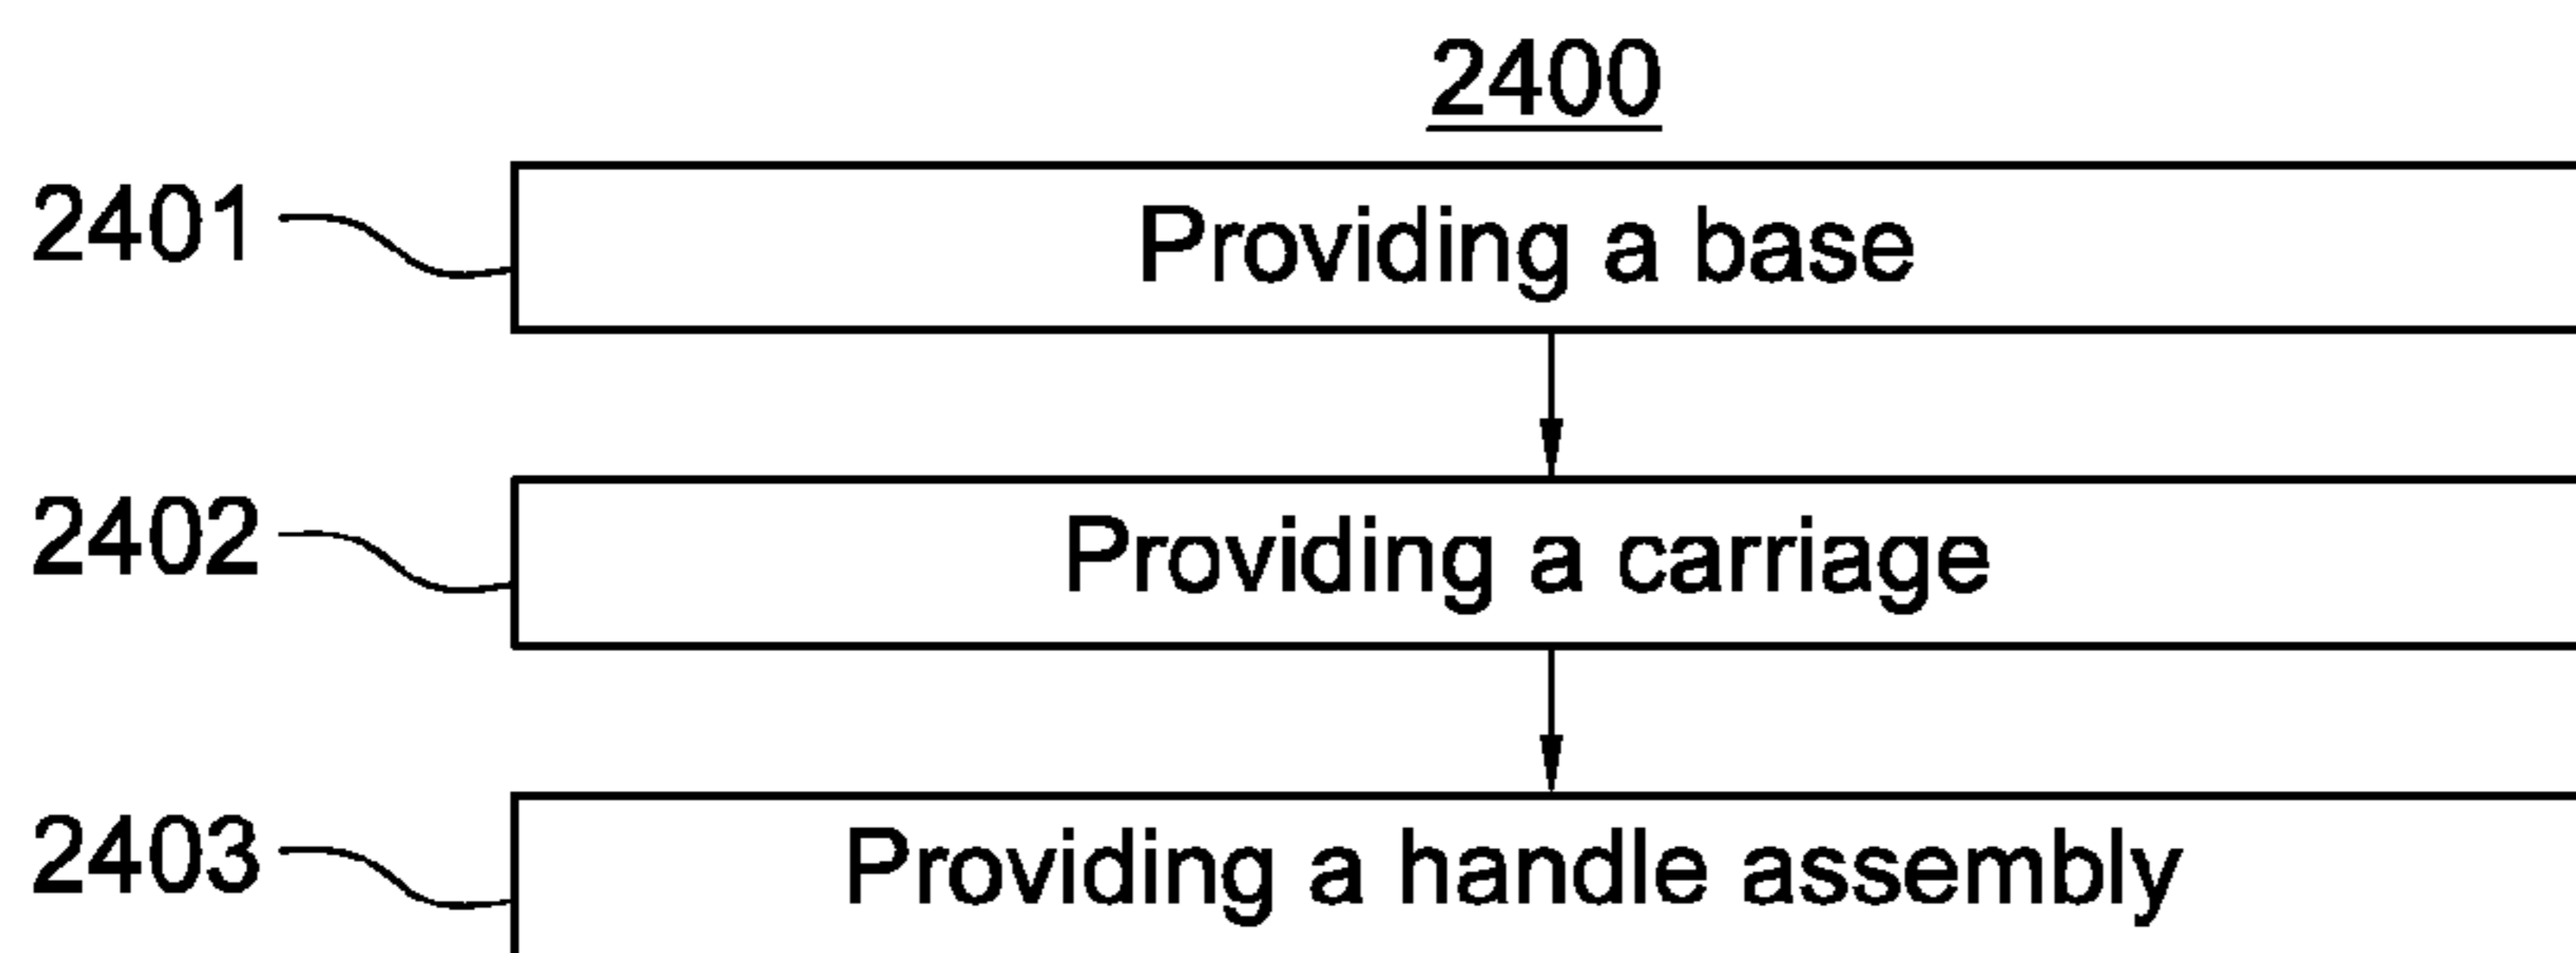 2400
2401 Providing a base
2402 Providing a carriage
2403 Providing a handle assembly